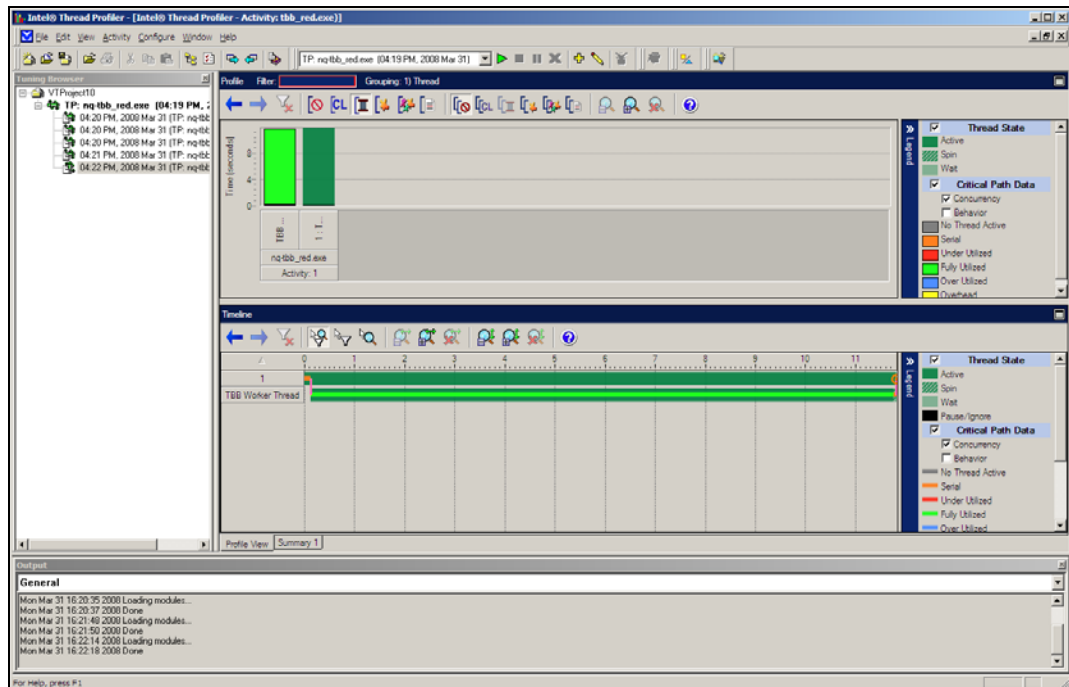 Intel® Thread Profiler - [Intel® Thread Profiler - Activity: tbb_red.exe)]
File Edit View Activity Configure Window Help
TP: nq-tbb_red.exe (04:19 PM, 2008 Mar 31)
Tuning Browser
VTProject10
TP: nq-tbb_red.exe (04:19 PM, 2
04:20 PM, 2008 Mar 31 (TP: nq-tbb
04:20 PM, 2008 Mar 31 (TP: nq-tbb
04:20 PM, 2008 Mar 31 (TP: nq-tbb
04:21 PM, 2008 Mar 31 (TP: nq-tbb
04:22 PM, 2008 Mar 31 (TP: nq-tbb
Profile Filter: Grouping: 1) Thread
CL CL
Time (seconds)
8
4
0
TBB ...
1 : T...
nq-tbb_red.exe
Activity: 1
Legend
Thread State
Active
Spin
Wait
Critical Path Data
Concurrency
Behavior
No Thread Active
Serial
Under Utilized
Fully Utilized
Over Utilized
Overhead
Timeline
0 1 2 3 4 5 6 7 8 9 10 11
1
TBB Worker Thread
Legend
Thread State
Active
Spin
Wait
Pause/Ignore
Critical Path Data
Concurrency
Behavior
No Thread Active
Serial
Under Utilized
Fully Utilized
Over Utilized
Profile View Summary 1
Output
General
Mon Mar 31 16:20:35 2008 Loading modules...
Mon Mar 31 16:20:37 2008 Done
Mon Mar 31 16:21:48 2008 Loading modules...
Mon Mar 31 16:21:50 2008 Done
Mon Mar 31 16:22:14 2008 Loading modules...
Mon Mar 31 16:22:18 2008 Done
For Help, press F1